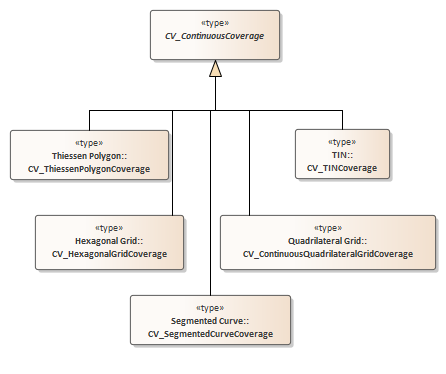 «type»
CV_ContinuousCoverage
«type»
Thiessen Polygon::
CV_ThiessenPolygonCoverage
«type»
TIN::
CV_TINCoverage
«type»
Hexagonal Grid::
CV_HexagonalGridCoverage
«type»
Quadrilateral Grid::
CV_ContinuousQuadrilateralGridCoverage
«type»
Segmented Curve::
CV_SegmentedCurveCoverage